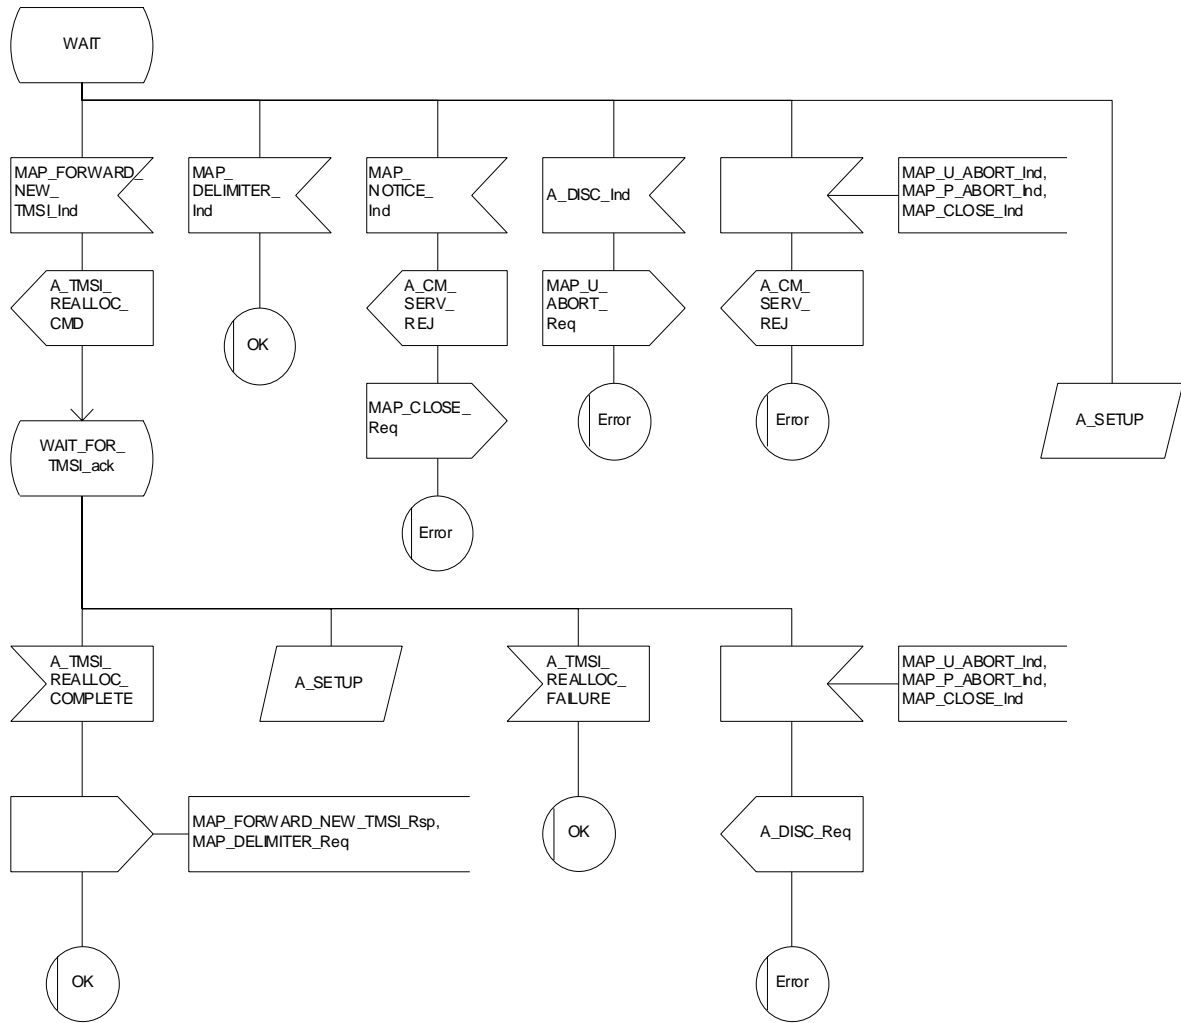 WAIT
MAP_FORWARD_
NEW_
TMSI_Ind
MAP_
DELIMITER_
Ind
MAP_
NOTICE_
Ind
A_DISC_Ind
MAP_U_ABORT_Ind,
MAP_P_ABORT_Ind,
MAP_CLOSE_Ind
A_TMSI_
REALLOC_
CMD
OK
A_CM_
SERV_
REJ
MAP_U_
ABORT_
Req
A_CM_
SERV_
REJ
MAP_CLOSE_
Req
Error
Error
A_SETUP
WAIT_FOR_
TMSI_ack
Error
A_TMSI_
REALLOC_
COMPLETE
A_SETUP
A_TMSI_
REALLOC_
FAILURE
MAP_U_ABORT_Ind,
MAP_P_ABORT_Ind,
MAP_CLOSE_Ind
MAP_FORWARD_NEW_TMSI_Rsp,
MAP_DELIMITER_Req
OK
A_DISC_Req
OK
Error